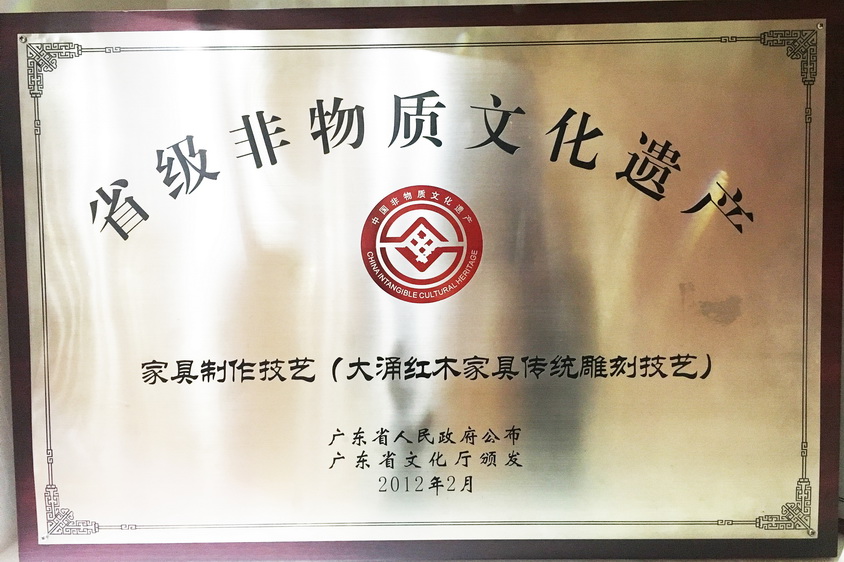 省级非物质文化遗产
中国非物质文化遗产
CHINA INTANGIBLE CULTURAL HERITAGE
家具制作技艺（大涌红木家具传统雕刻技艺）
广东省人民政府公布
广东省文化厅颁发
2012年2月